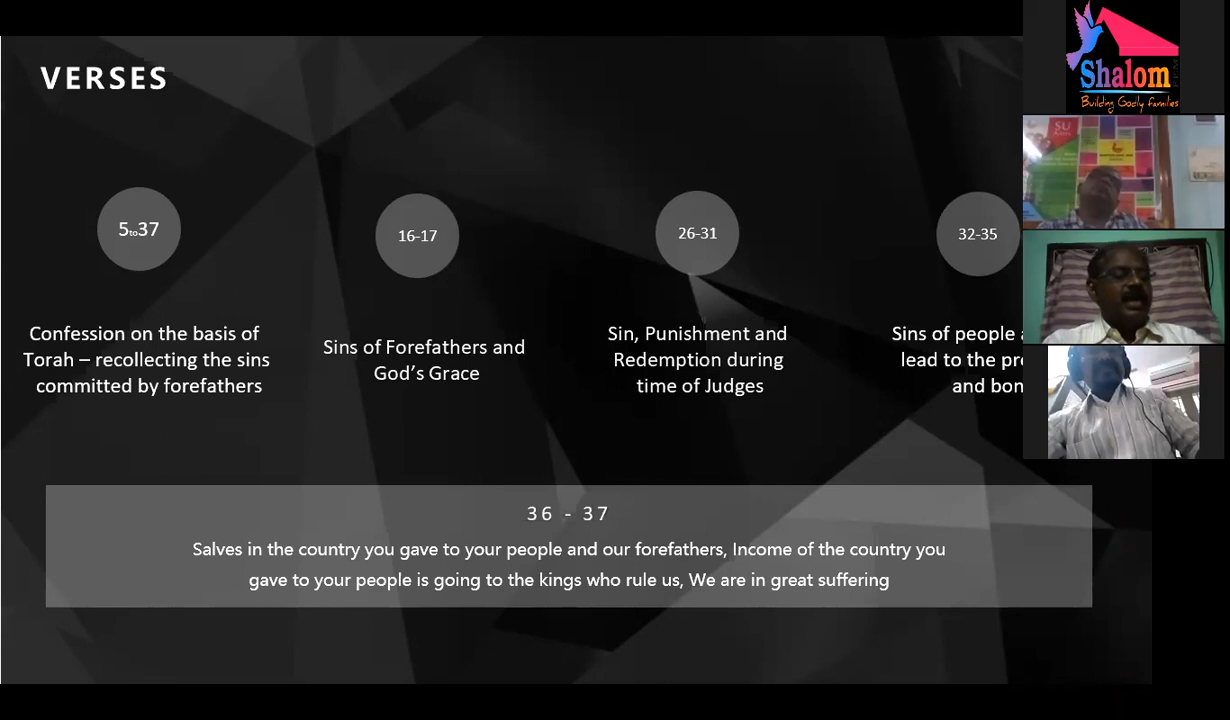 VERSES
5to37
16-17
26-31
32-35
Confession on the basis of
Torah – recollecting the sins
committed by forefathers
Sins of Forefathers and
God's Grace
Sin, Punishment and
Redemption during
time of Judges
Sins of people
lead to the
and
36 - 37
Salves in the country you gave to your people and our forefathers, Income of the country you
gave to your people is going to the kings who rule us, We are in great suffering
Shalom
Building Godly families
SU